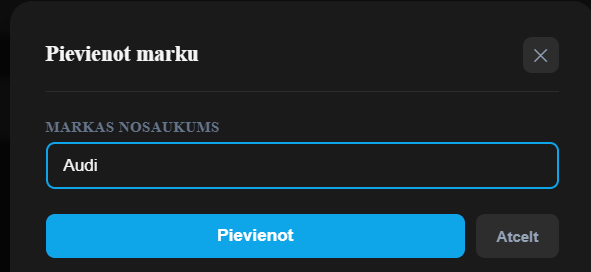 Pievienot marku
MARKAS NOSAUKUMS
Audi
Pievienot
Atcelt